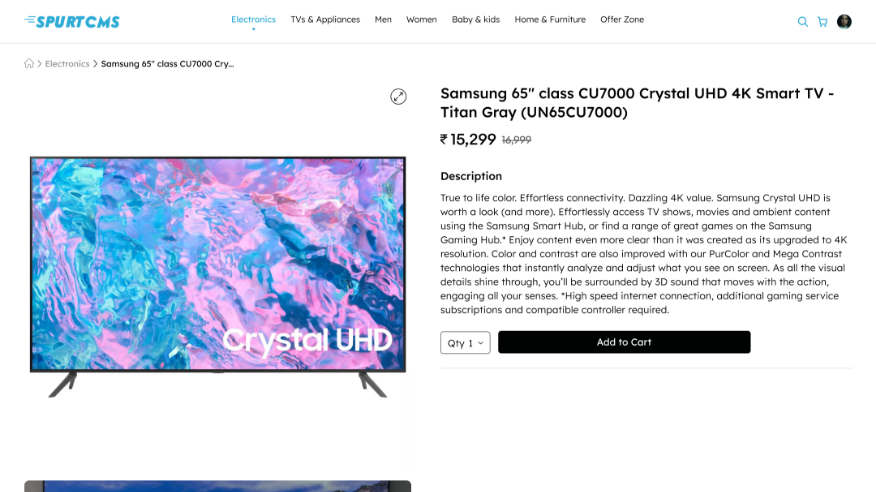 SPURTCMS
Electronics TVs & Appliances Men Women Baby & kids Home & Furniture Offer Zone
Electronics Samsung 65" class CU7000 Cry...
Samsung 65" class CU7000 Crystal UHD 4K Smart TV -
Titan Gray (UN65CU7000)
₹ 15,299 16,999
Description
True to life color. Effortless connectivity. Dazzling 4K value. Samsung Crystal UHD is
worth a look (and more). Effortlessly access TV shows, movies and ambient content
using the Samsung Smart Hub, or find a range of great games on the Samsung
Gaming Hub.* Enjoy content even more clear than it was created as its upgraded to 4K
resolution. Color and contrast are also improved with our PurColor and Mega Contrast
technologies that instantly analyze and adjust what you see on screen. As all the visual
details shine through, you'll be surrounded by 3D sound that moves with the action,
engaging all your senses. *High speed internet connection, additional gaming service
subscriptions and compatible controller required.
Qty 1 Add to Cart
Crystal UHD